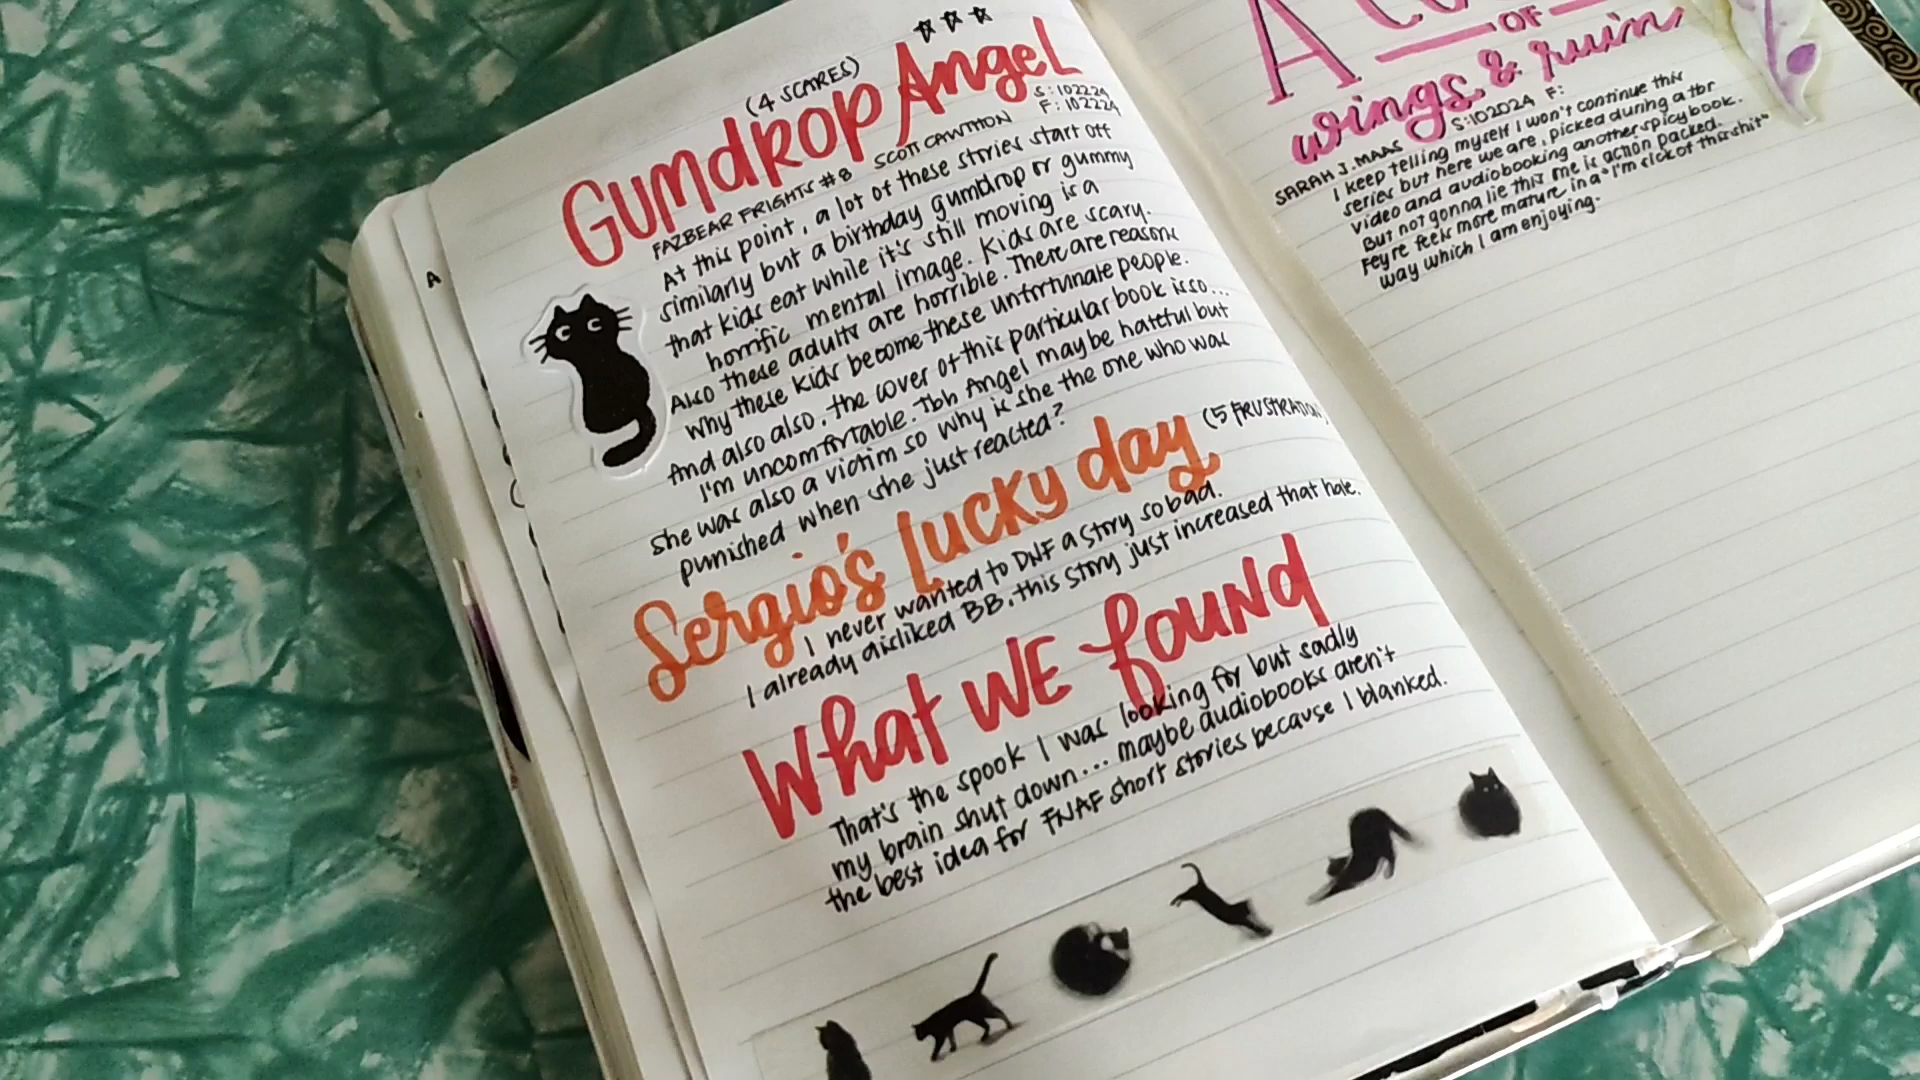 (4 SCARES)
GUMdROP AngeL
S: 102224
F: 102224
FAZBEAR FRIGHTS #8 SCOTT CAWTHON
At this point, a lot of these stories start off
similarly but a birthday gumdrop or gummy
that kids eat while it's still moving is a
horrific mental image. Kids are scary.
Also these adults are horrible. There are reasons
why these kids become these unfortunate people.
And also also, the cover of this particular book is so...
I'm uncomfortable. Tbh Angel may be hateful but
she was also a victim so why is she the one who was
punished when she just reacted?
Sergio's Lucky day
(5 FRUSTRATION
I never wanted to DNF a story so bad.
I already disliked BB, this story just increased that hate.
What WE found
That's the spook I was looking for but sadly
my brain shut down... maybe audiobooks aren't
the best idea for FNAF short stories because I blanked.
A
A
OF
wings & ruin
SARAH J. MAAS S: 102024 F:
I keep telling myself I won't continue this
series but here we are, picked during a tbr
video and audiobooking another spicy book.
But not gonna lie this one is action packed.
Feyre feels more mature in a "I'm sick of this shit"
way which I am enjoying.